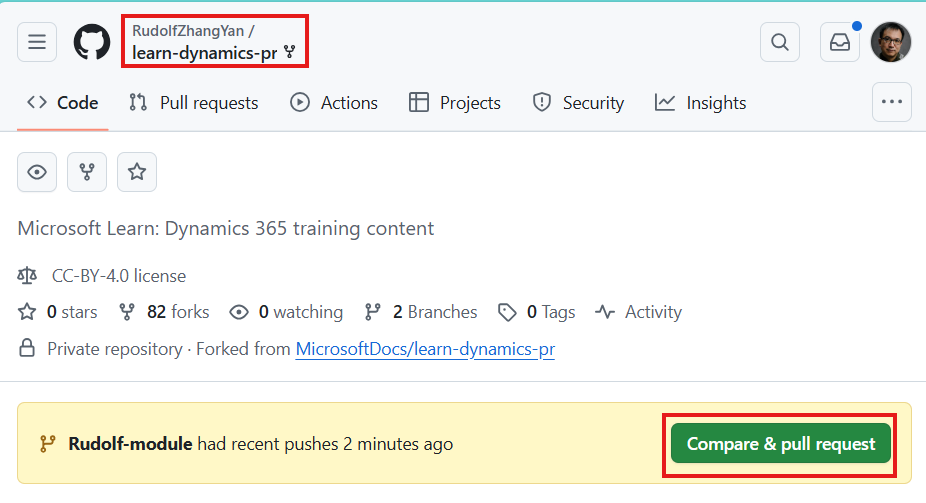 RudolfZhangYan /
learn-dynamics-pr
Code Pull requests Actions Projects Security Insights
Microsoft Learn: Dynamics 365 training content
CC-BY-4.0 license
0 stars 82 forks 0 watching 2 Branches 0 Tags Activity
Private repository · Forked from MicrosoftDocs/learn-dynamics-pr
Rudolf-module had recent pushes 2 minutes ago Compare & pull request